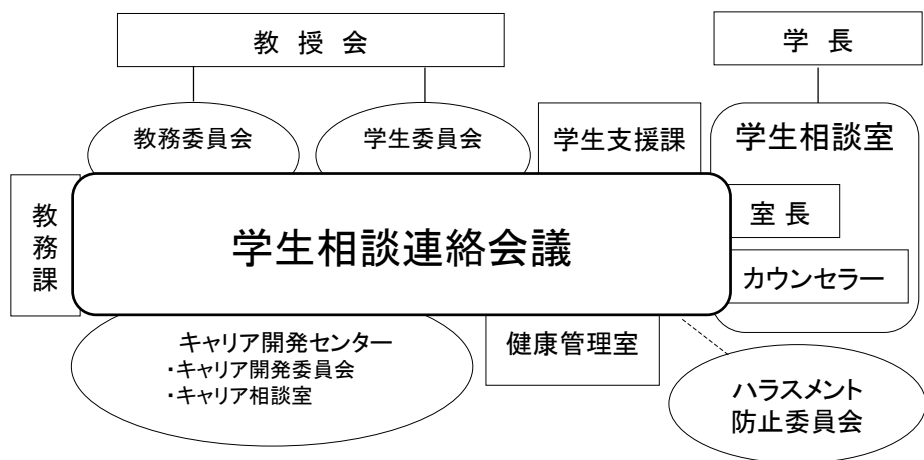 教 授 会
学 長
教務委員会
学生委員会
学生支援課
学生相談室
教務課
学生相談連絡会議
室 長
カウンセラー
キャリア開発センター
・キャリア開発委員会
・キャリア相談室
健康管理室
ハラスメント
防止委員会